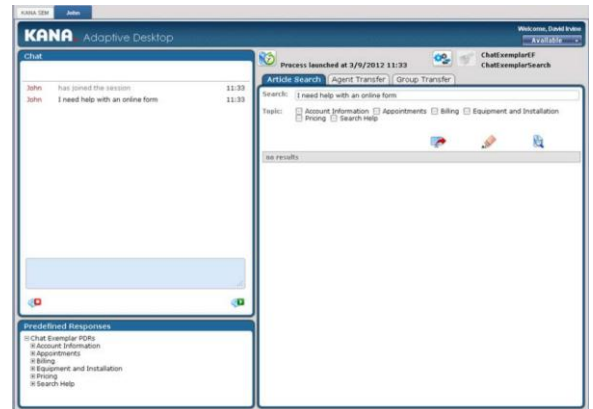 KANA SEM John
KANA Adaptive Desktop
Welcome, David Irvine
Available
Chat
John has joined the session 11:33
John I need help with an online form 11:33
Predefined Responses
Chat Exemplar PDRs
Account Information
Appointments
Billing
Equipment and Installation
Pricing
Search Help
Process launched at 3/9/2012 11:33
ChatExemplarEF
ChatExemplarSearch
Article Search Agent Transfer Group Transfer
Search: I need help with an online form
Topic: Account Information Appointments Billing Equipment and Installation
Pricing Search Help
no results